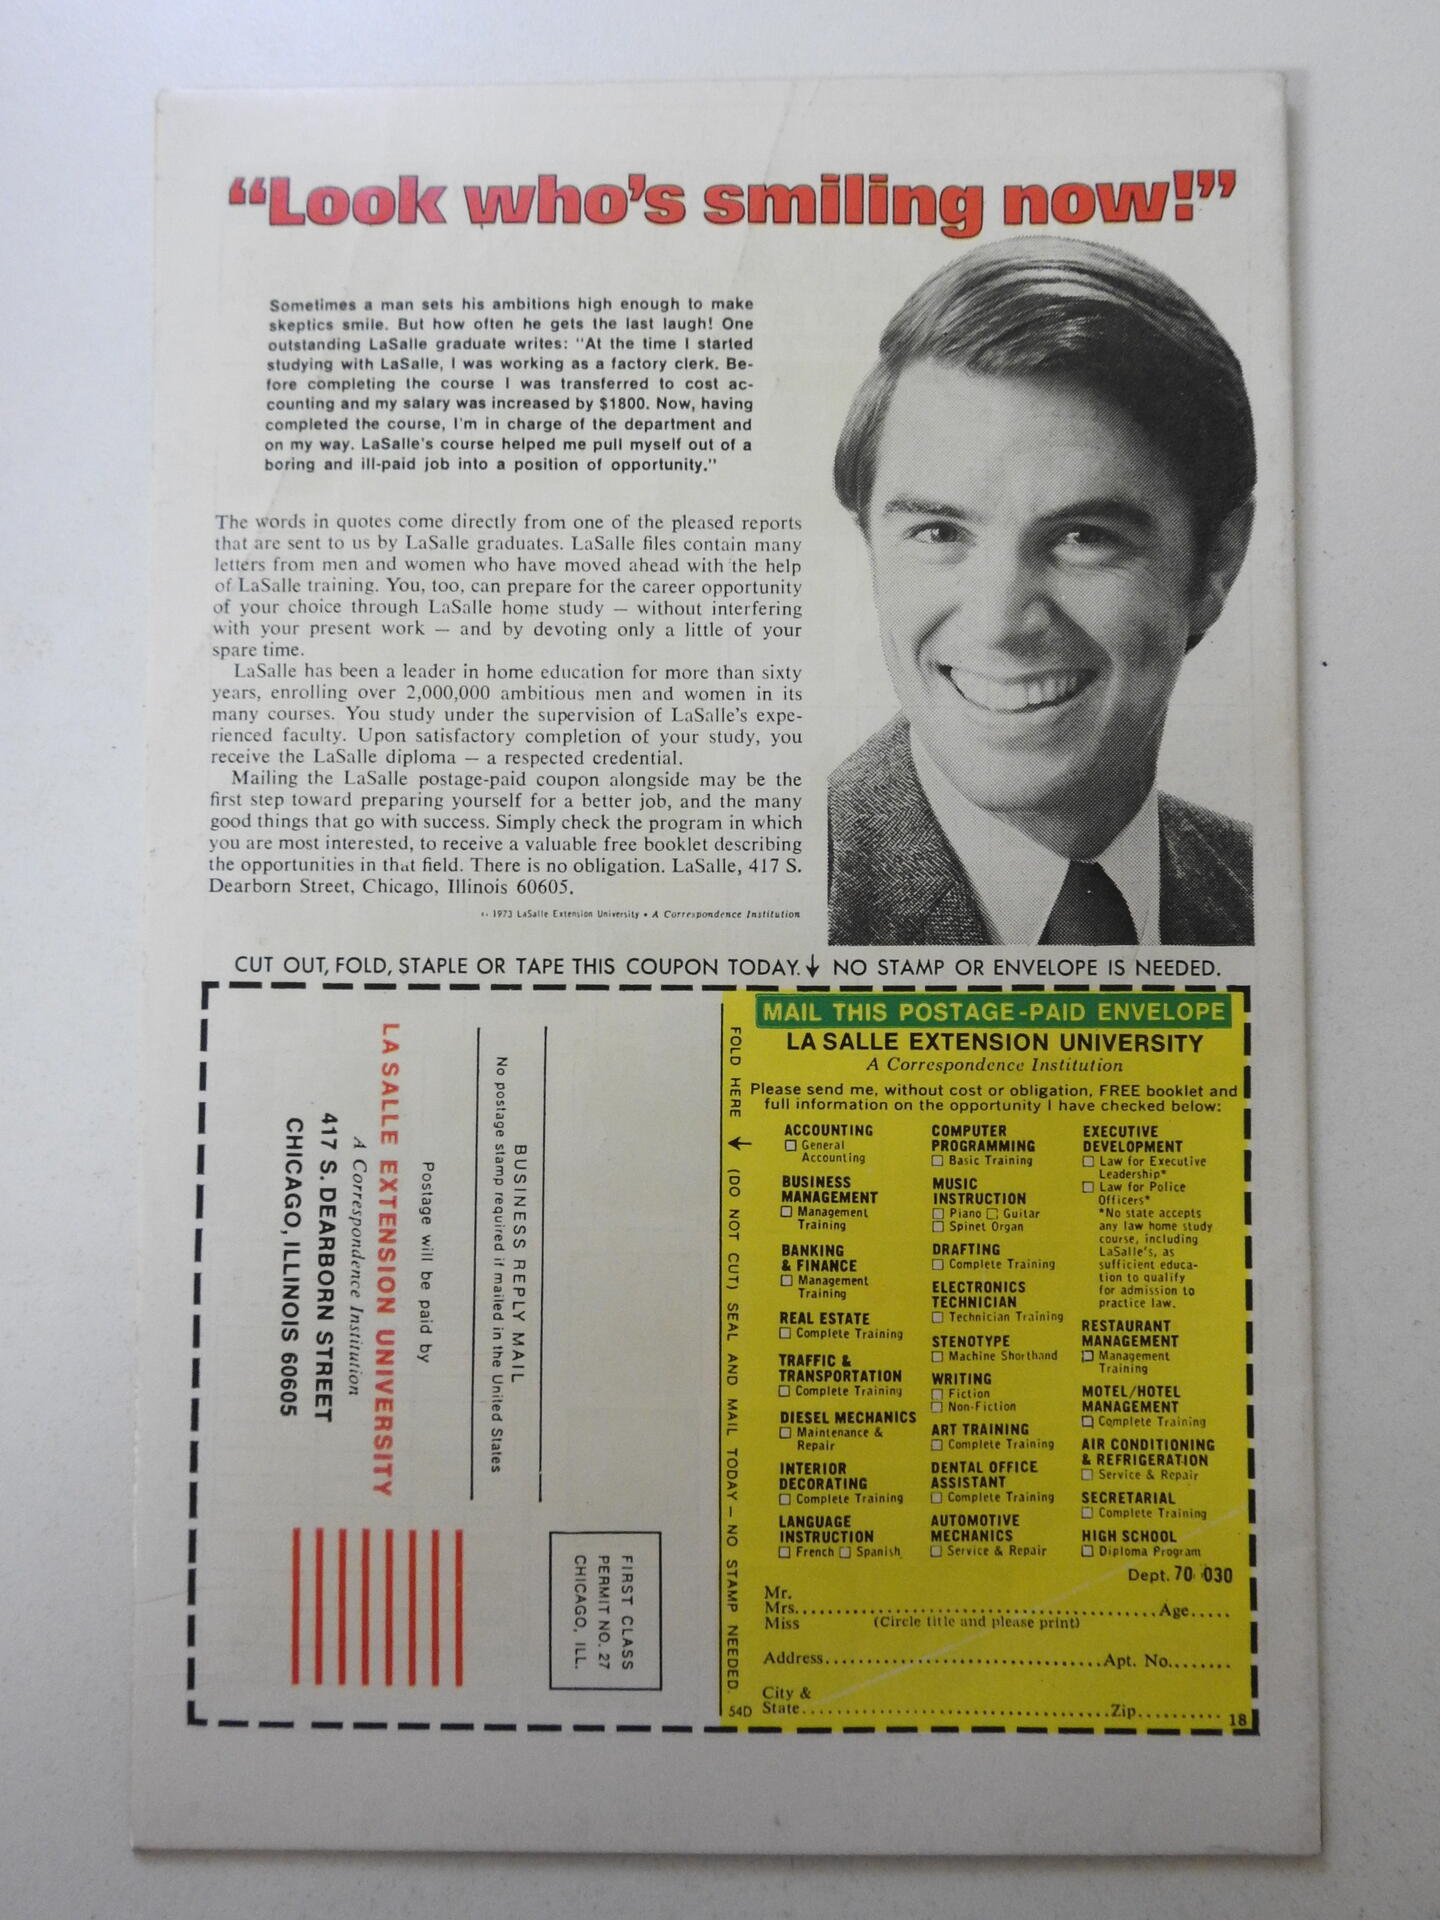 “Look who’s smiling now!”
Sometimes a man sets his ambitions high enough to make
skeptics smile. But how often he gets the last laugh! One
outstanding LaSalle graduate writes: "At the time I started
studying with LaSalle, I was working as a factory clerk. Be-
fore completing the course I was transferred to cost ac-
counting and my salary was increased by $1800. Now, having
completed the course, I'm in charge of the department and
on my way. LaSalle's course helped me pull myself out of a
boring and ill-paid job into a position of opportunity."
The words in quotes come directly from one of the pleased reports
that are sent to us by LaSalle graduates. LaSalle files contain many
letters from men and women who have moved ahead with the help
of LaSalle training. You, too, can prepare for the career opportunity
of your choice through LaSalle home study — without interfering
with your present work — and by devoting only a little of your
spare time.
LaSalle has been a leader in home education for more than sixty
years, enrolling over 2,000,000 ambitious men and women in its
many courses. You study under the supervision of LaSalle's expe-
rienced faculty. Upon satisfactory completion of your study, you
receive the LaSalle diploma — a respected credential.
Mailing the LaSalle postage-paid coupon alongside may be the
first step toward preparing yourself for a better job, and the many
good things that go with success. Simply check the program in which
you are most interested, to receive a valuable free booklet describing
the opportunities in that field. There is no obligation. LaSalle, 417 S.
Dearborn Street, Chicago, Illinois 60605.
© 1973 LaSalle Extension University • A Correspondence Institution
CUT OUT, FOLD, STAPLE OR TAPE THIS COUPON TODAY. ↓ NO STAMP OR ENVELOPE IS NEEDED.
FIRST CLASS
PERMIT NO. 27
CHICAGO, ILL.
BUSINESS REPLY MAIL
No postage stamp required if mailed in the United States
Postage will be paid by
LA SALLE EXTENSION UNIVERSITY
A Correspondence Institution
417 S. DEARBORN STREET
CHICAGO, ILLINOIS 60605
FOLD HERE ↓ (DO NOT CUT) SEAL AND MAIL TODAY — NO STAMP NEEDED.
54D
MAIL THIS POSTAGE-PAID ENVELOPE
LA SALLE EXTENSION UNIVERSITY
A Correspondence Institution
Please send me, without cost or obligation, FREE booklet and
full information on the opportunity I have checked below:
ACCOUNTING
☐ General
Accounting
BUSINESS
MANAGEMENT
☐ Management
Training
BANKING
& FINANCE
☐ Management
Training
REAL ESTATE
☐ Complete Training
TRAFFIC &
TRANSPORTATION
☐ Complete Training
DIESEL MECHANICS
☐ Maintenance &
Repair
INTERIOR
DECORATING
☐ Complete Training
LANGUAGE
INSTRUCTION
☐ French ☐ Spanish
COMPUTER
PROGRAMMING
☐ Basic Training
MUSIC
INSTRUCTION
☐ Piano ☐ Guitar
☐ Spinet Organ
DRAFTING
☐ Complete Training
ELECTRONICS
TECHNICIAN
☐ Technician Training
STENOTYPE
☐ Machine Shorthand
WRITING
☐ Fiction
☐ Non-Fiction
ART TRAINING
☐ Complete Training
DENTAL OFFICE
ASSISTANT
☐ Complete Training
AUTOMOTIVE
MECHANICS
☐ Service & Repair
EXECUTIVE
DEVELOPMENT
☐ Law for Executive
Leadership*
☐ Law for Police
Officers*
*No state accepts
any law home study
course, including
LaSalle's, as
sufficient educa-
tion to qualify
for admission to
practice law.
RESTAURANT
MANAGEMENT
☐ Management
Training
MOTEL/HOTEL
MANAGEMENT
☐ Complete Training
AIR CONDITIONING
& REFRIGERATION
☐ Service & Repair
SECRETARIAL
☐ Complete Training
HIGH SCHOOL
☐ Diploma Program
Dept. 70-030
Mr.
Mrs. Age
Miss (Circle title and please print)
Address Apt. No.
City &
State Zip
18